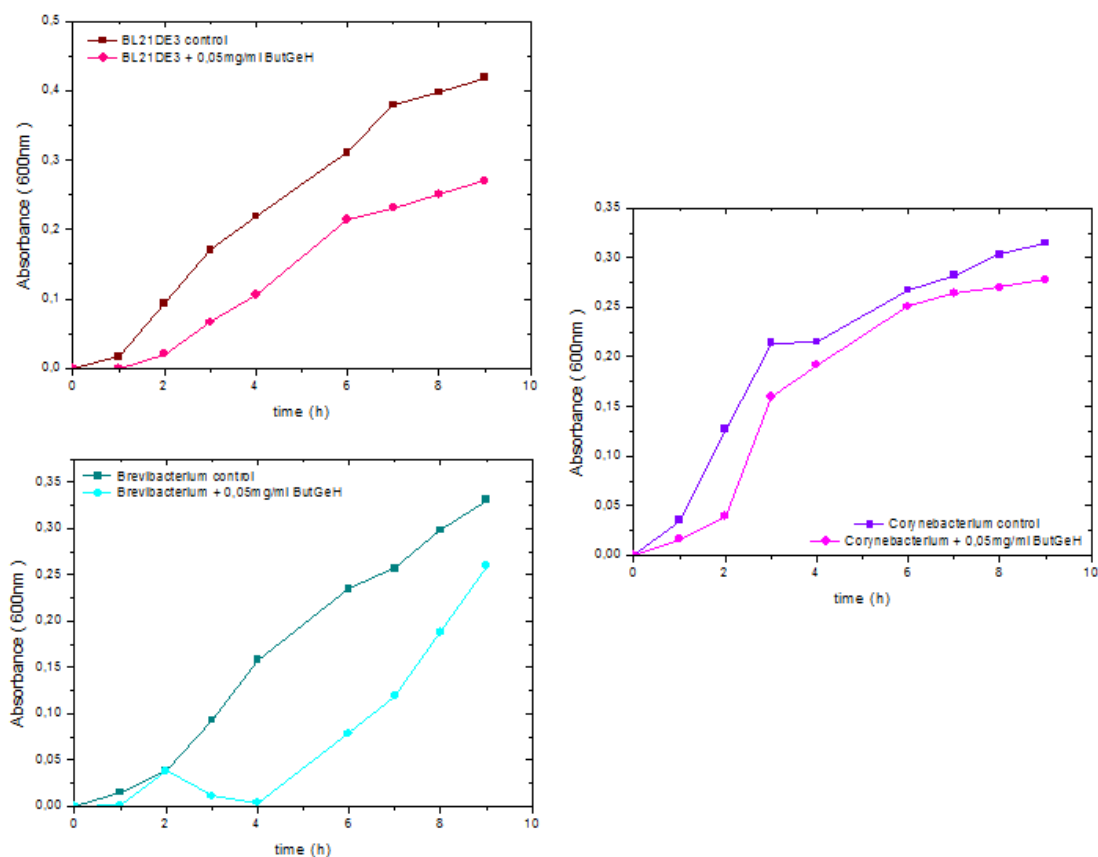 BL21DE3 control
BL21DE3 + 0,05mg/ml ButGeH
Absorbance ( 600nm )
0,5
0,4
0,3
0,2
0,1
0,0
0 2 4 6 8 10
time (h)
Brevibacterium control
Brevibacterium + 0,05mg/ml ButGeH
Absorbance ( 600nm )
0,35
0,30
0,25
0,20
0,15
0,10
0,05
0,00
0 2 4 6 8 10
time (h)
Absorbance ( 600nm )
0,35
0,30
0,25
0,20
0,15
0,10
0,05
0,00
Corynebacterium control
Corynebacterium + 0,05mg/ml ButGeH
0 2 4 6 8 10
time (h)